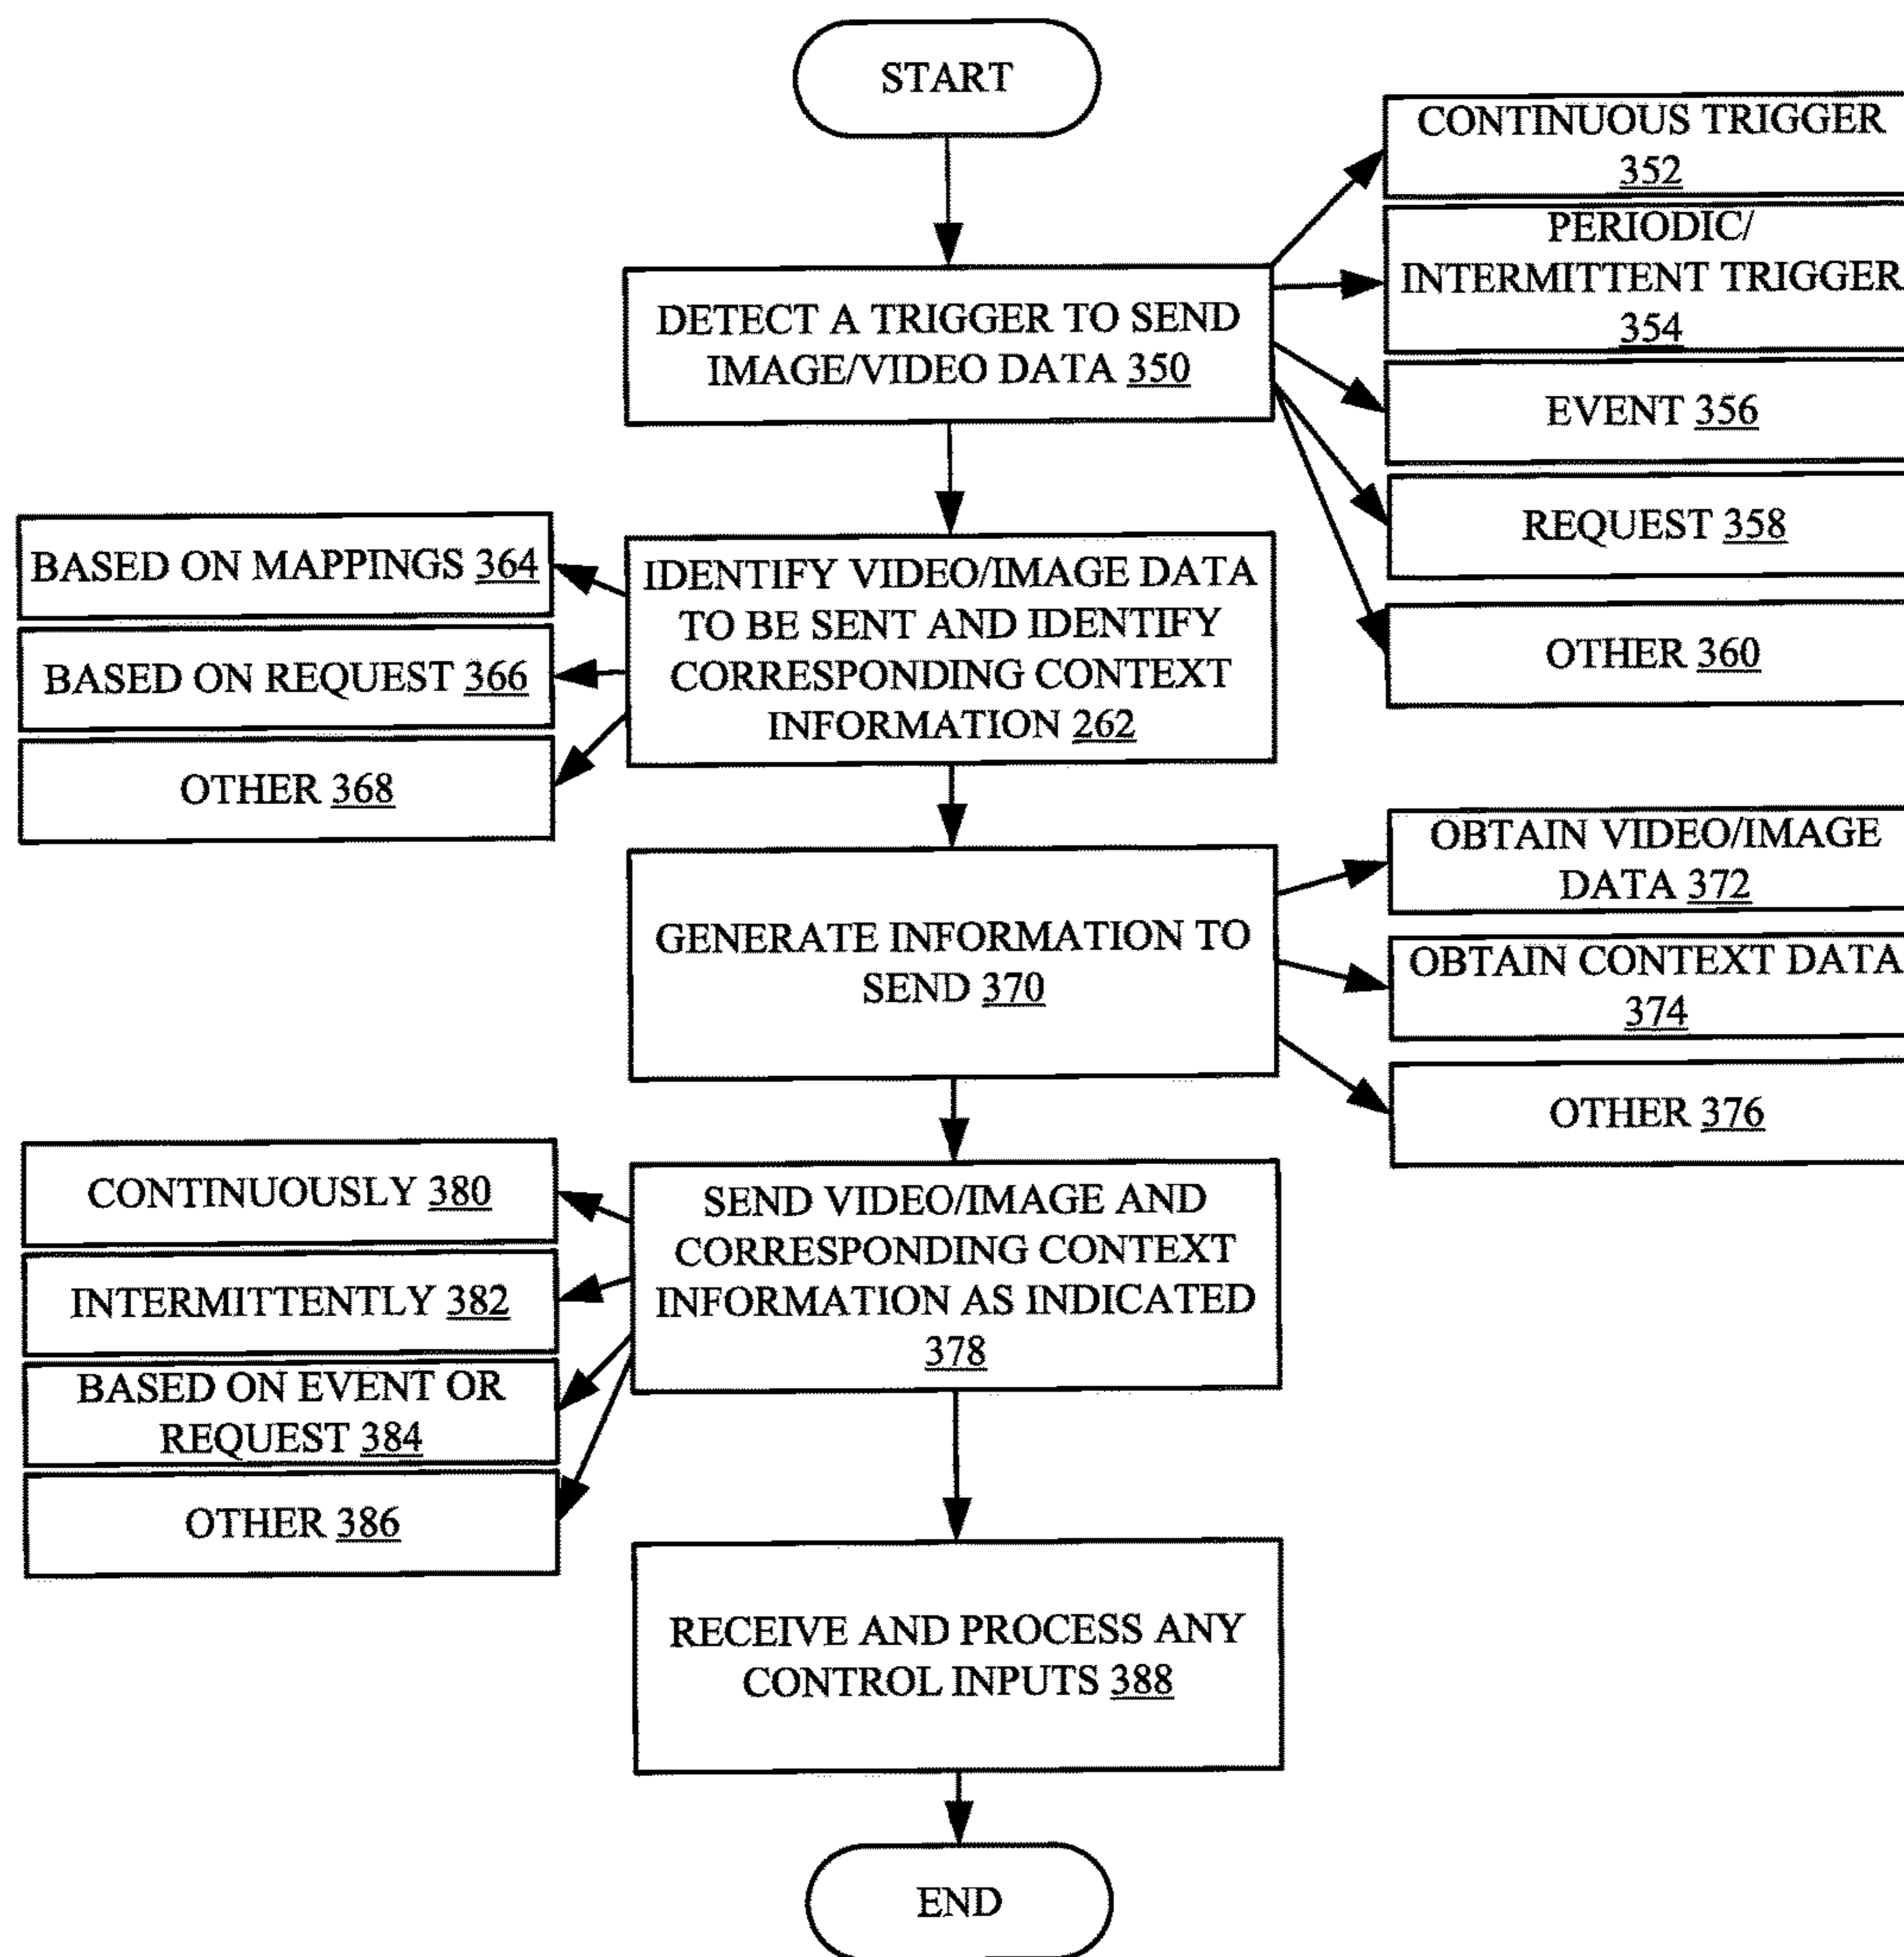 START
CONTINUOUS TRIGGER
352
PERIODIC/
INTERMITTENT TRIGGER
354
DETECT A TRIGGER TO SEND
IMAGE/VIDEO DATA 350
EVENT 356
REQUEST 358
OTHER 360
BASED ON MAPPINGS 364
BASED ON REQUEST 366
OTHER 368
IDENTIFY VIDEO/IMAGE DATA
TO BE SENT AND IDENTIFY
CORRESPONDING CONTEXT
INFORMATION 262
OBTAIN VIDEO/IMAGE
DATA 372
GENERATE INFORMATION TO
SEND 370
OBTAIN CONTEXT DATA
374
OTHER 376
CONTINUOUSLY 380
INTERMITTENTLY 382
BASED ON EVENT OR
REQUEST 384
OTHER 386
SEND VIDEO/IMAGE AND
CORRESPONDING CONTEXT
INFORMATION AS INDICATED
378
RECEIVE AND PROCESS ANY
CONTROL INPUTS 388
END